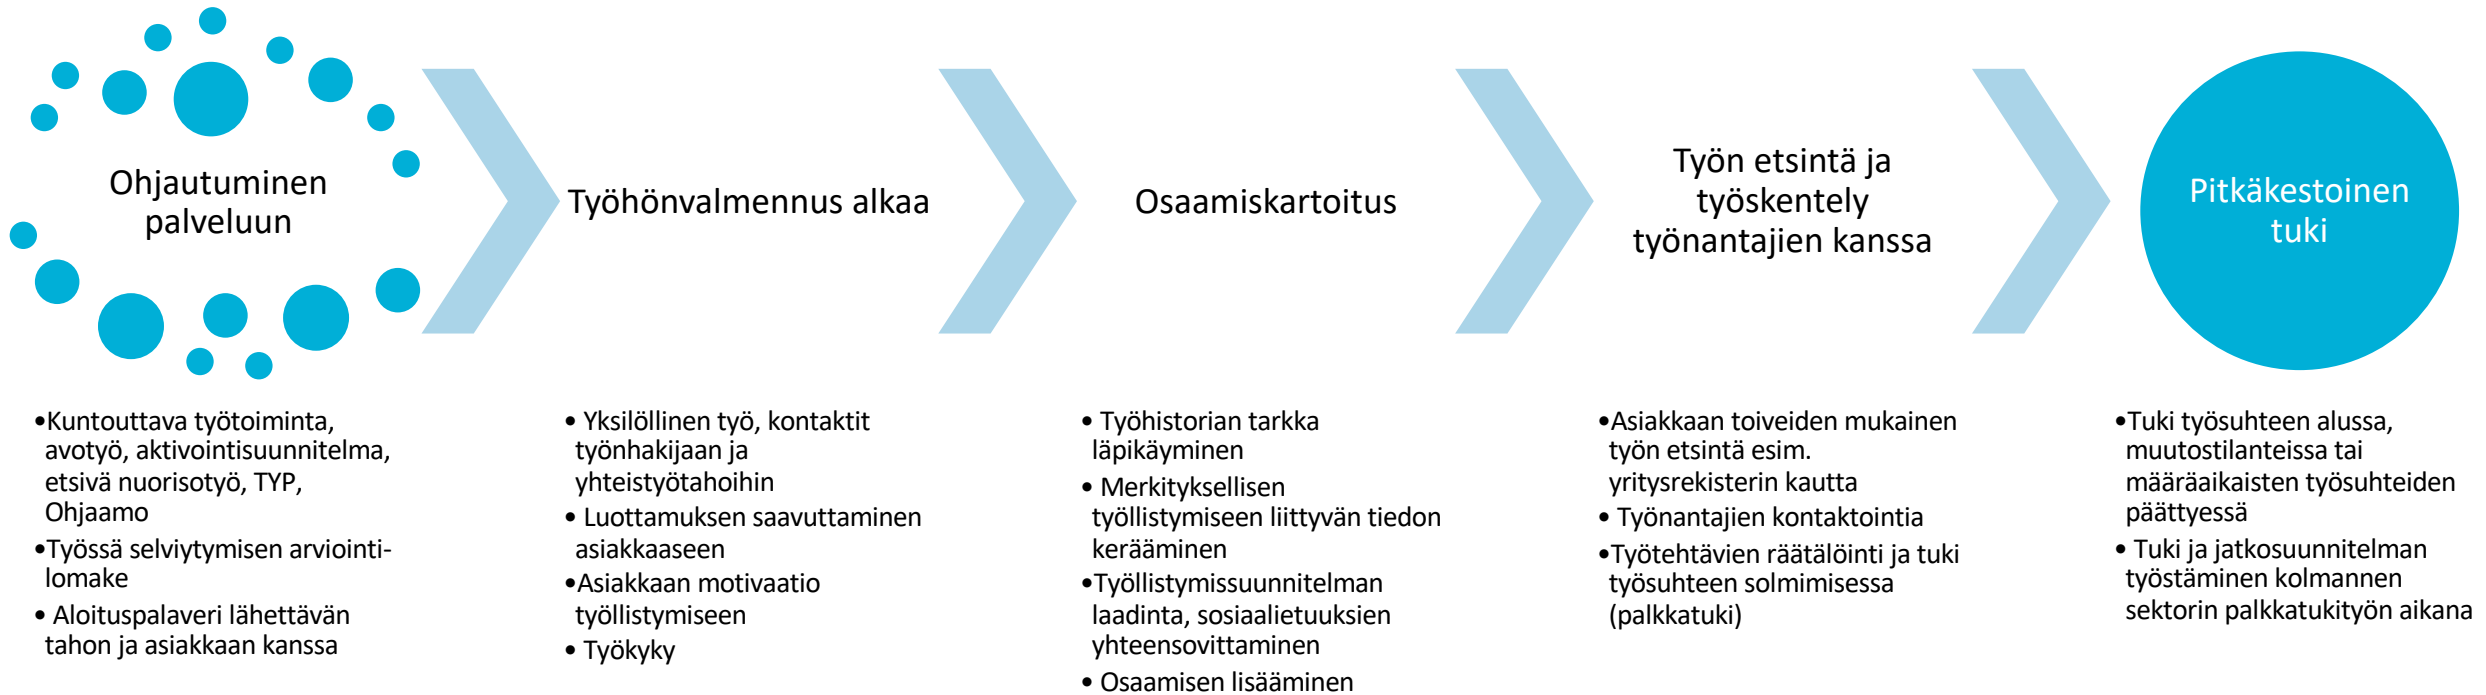 Ohjautuminen
palveluun
•Kuntouttava työtoiminta,
avotyö, aktivointisuunnitelma,
etsivä nuorisotyö, TYP,
Ohjaamo
•Työssä selviytymisen arviointi-
lomake
• Aloituspalaveri lähettävän
tahon ja asiakkaan kanssa
Työhönvalmennus alkaa
• Yksilöllinen työ, kontaktit
työnhakijaan ja
yhteistyötahoihin
• Luottamuksen saavuttaminen
asiakkaaseen
•Asiakkaan motivaatio
työllistymiseen
• Työkyky
Osaamiskartoitus
• Työhistorian tarkka
läpikäyminen
• Merkityksellisen
työllistymiseen liittyvän tiedon
kerääminen
•Työllistymissuunnitelman
laadinta, sosiaalietuuksien
yhteensovittaminen
• Osaamisen lisääminen
Työn etsintä ja
työskentely
työnantajien kanssa
•Asiakkaan toiveiden mukainen
työn etsintä esim.
yritysrekisterin kautta
• Työnantajien kontaktointia
•Työtehtävien räätälöinti ja tuki
työsuhteen solmimisessa
(palkkatuki)
Pitkäkestoinen
tuki
•Tuki työsuhteen alussa,
muutostilanteissa tai
määräaikaisten työsuhteiden
päättyessä
• Tuki ja jatkosuunnitelman
työstäminen kolmannen
sektorin palkkatukityön aikana